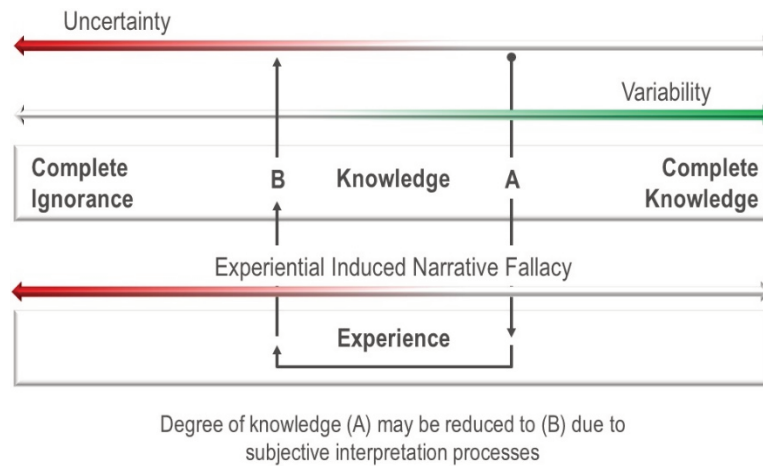 Uncertainty
Variability
Complete
Ignorance
B
Knowledge
A
Complete
Knowledge
Experiential Induced Narrative Fallacy
Experience
Degree of knowledge (A) may be reduced to (B) due to
subjective interpretation processes